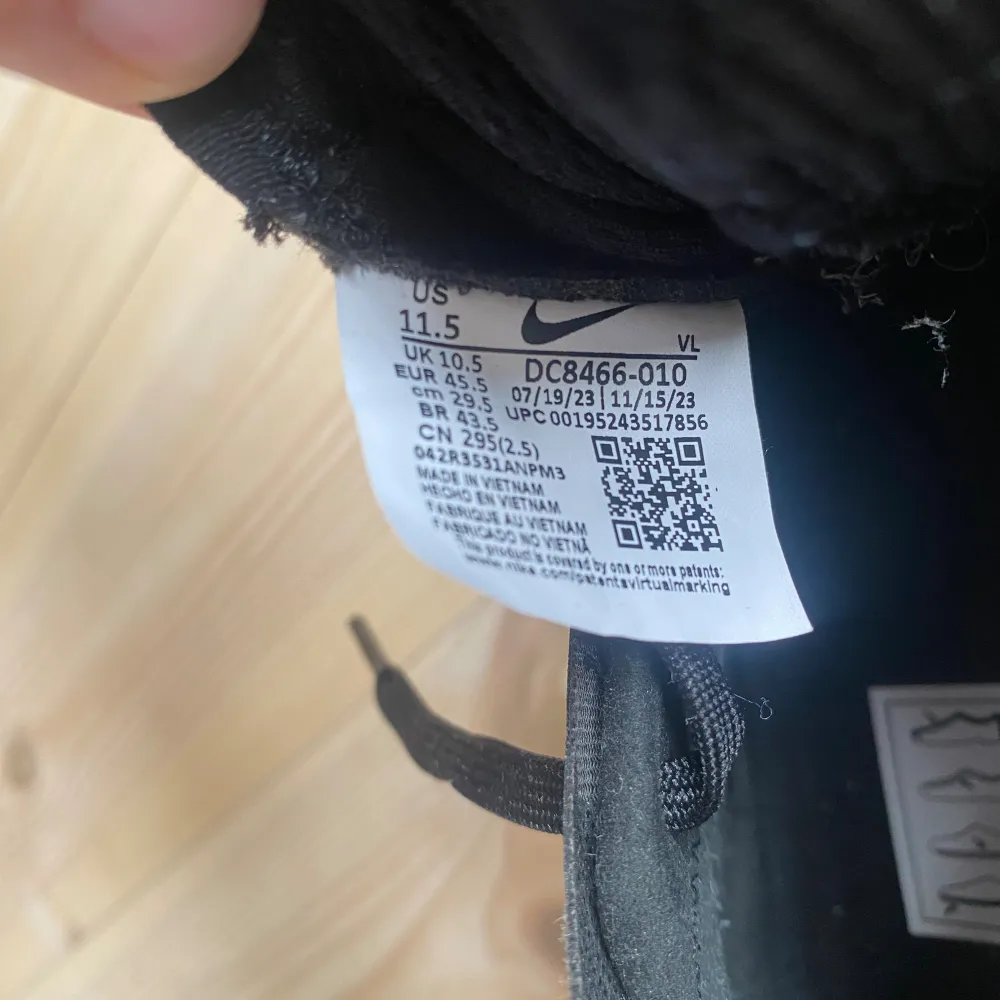 US
11.5
VL
UK 10.5
EUR 45.5
cm 29.5
BR 43.5
CN 295(2.5)
042R3531ANPM3
DC8466-010
07/19/23 | 11/15/23
UPC 00195243517856
MADE IN VIETNAM
HECHO EN VIETNAM
FABRIQUE AU VIETNAM
FABRICADO NO VIETNÃ
This product is covered by one or more patents:
www.nike.com/patentsvirtualmarking